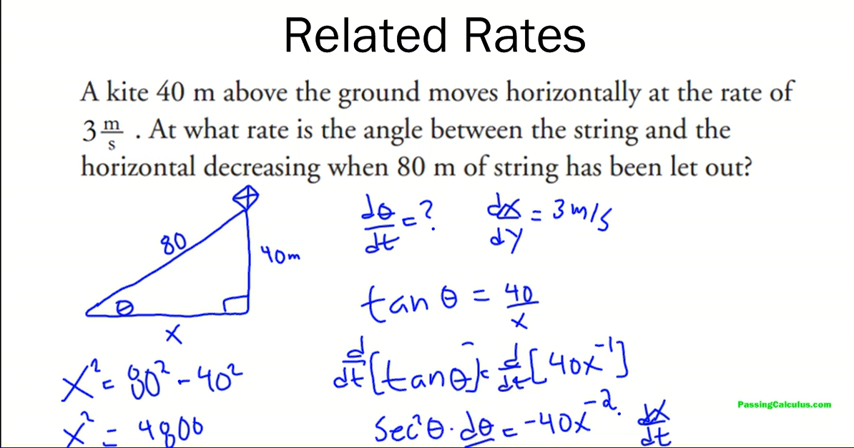 Related Rates
A kite 40 m above the ground moves horizontally at the rate of
3 m/s . At what rate is the angle between the string and the
horizontal decreasing when 80 m of string has been let out?
dθ/dt = ?   dx/dy = 3 m/s
80
40m
θ
x
tan θ = 40/x
x² = 80² - 40²
d/dt [tan θ] = d/dt [40x⁻¹]
PassingCalculus.com
x² = 4800
sec²θ · dθ = -40x⁻² · dx/dt